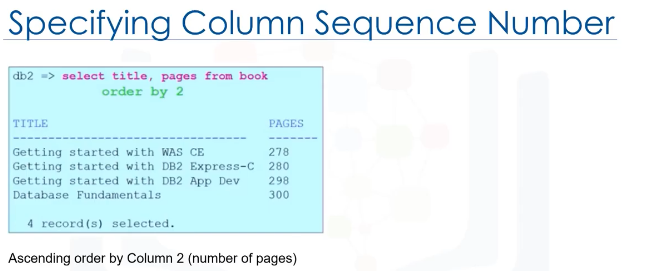 Specifying Column Sequence Number
db2 => select title, pages from book
order by 2
TITLE PAGES
-------------------------------- -------
Getting started with WAS CE 278
Getting started with DB2 Express-C 280
Getting started with DB2 App Dev 298
Database Fundamentals 300
4 record(s) selected.
Ascending order by Column 2 (number of pages)